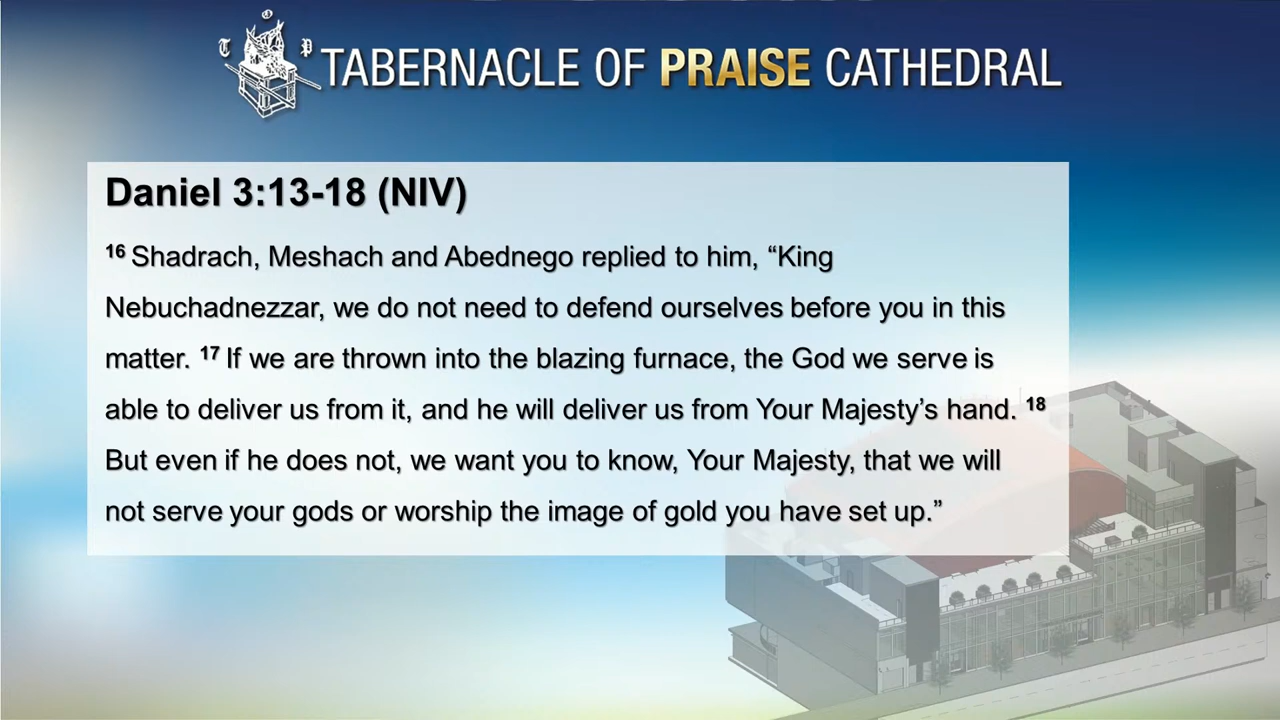 T O P
TABERNACLE OF PRAISE CATHEDRAL
Daniel 3:13-18 (NIV)
16 Shadrach, Meshach and Abednego replied to him, “King
Nebuchadnezzar, we do not need to defend ourselves before you in this
matter. 17 If we are thrown into the blazing furnace, the God we serve is
able to deliver us from it, and he will deliver us from Your Majesty’s hand. 18
But even if he does not, we want you to know, Your Majesty, that we will
not serve your gods or worship the image of gold you have set up.”